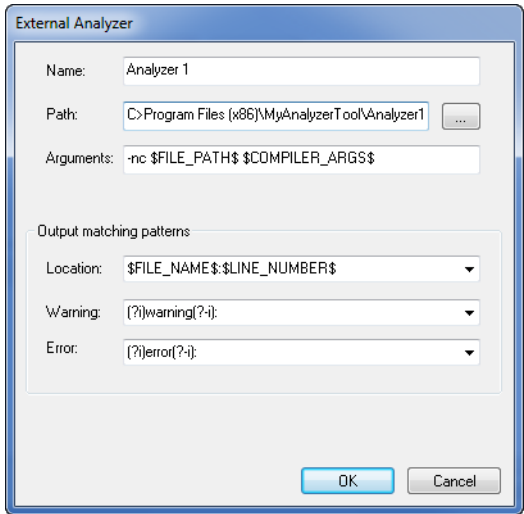 External Analyzer
Name: Analyzer 1
Path: C>Program Files (x86)\MyAnalyzerTool\Analyzer1 ...
Arguments: -nc $FILE_PATH$ $COMPILER_ARGS$
Output matching patterns
Location: $FILE_NAME$:$LINE_NUMBER$
Warning: (?i)warning(?-i):
Error: (?i)error(?-i):
OK Cancel